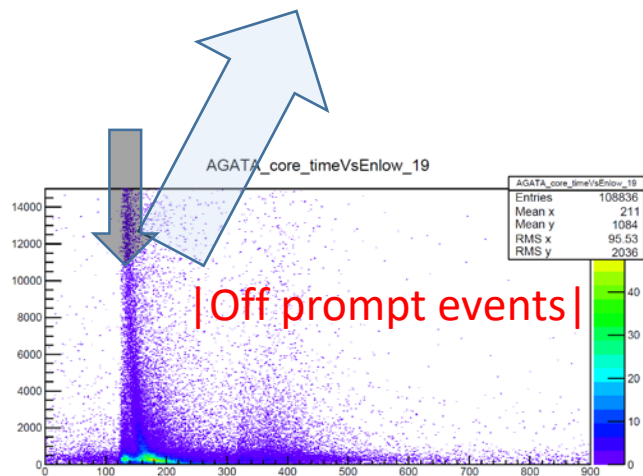 AGATA_core_timeVsEnlow_19
AGATA_core_timeVsEnlow_19
Entries 108836
Mean x 211
Mean y 1084
RMS x 95.53
RMS y 2036
|Off prompt events|
14000
12000
10000
8000
6000
4000
2000
0
0 100 200 300 400 500 600 700 800 900
40
30
20
10
0